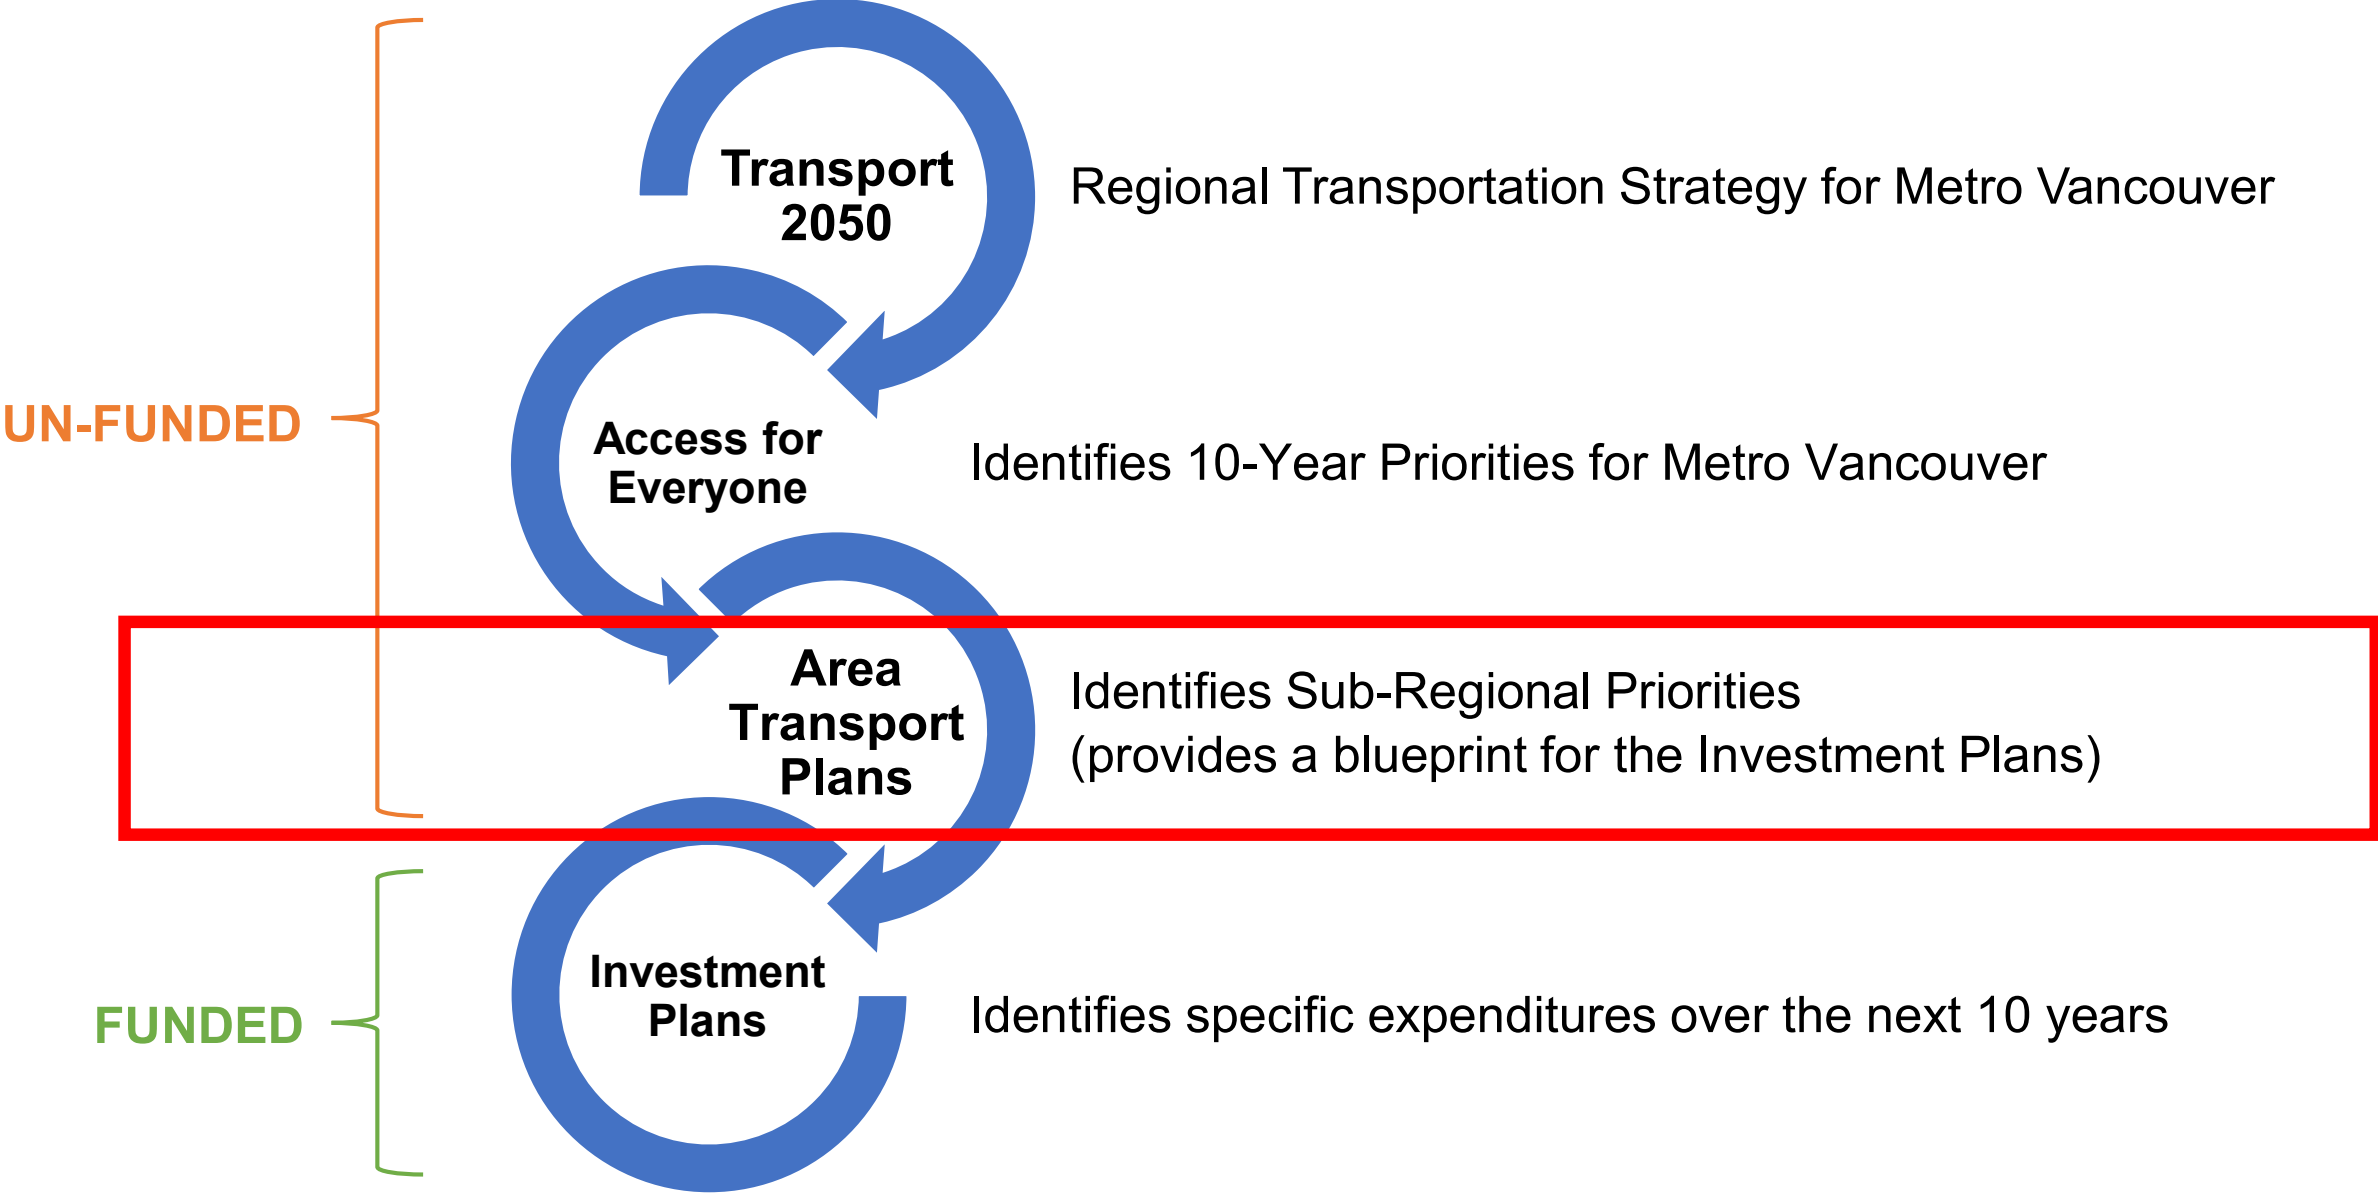 Transport
2050
Regional Transportation Strategy for Metro Vancouver
UN-FUNDED
Access for
Everyone
Identifies 10-Year Priorities for Metro Vancouver
Area
Transport
Plans
Identifies Sub-Regional Priorities
(provides a blueprint for the Investment Plans)
FUNDED
Investment
Plans
Identifies specific expenditures over the next 10 years